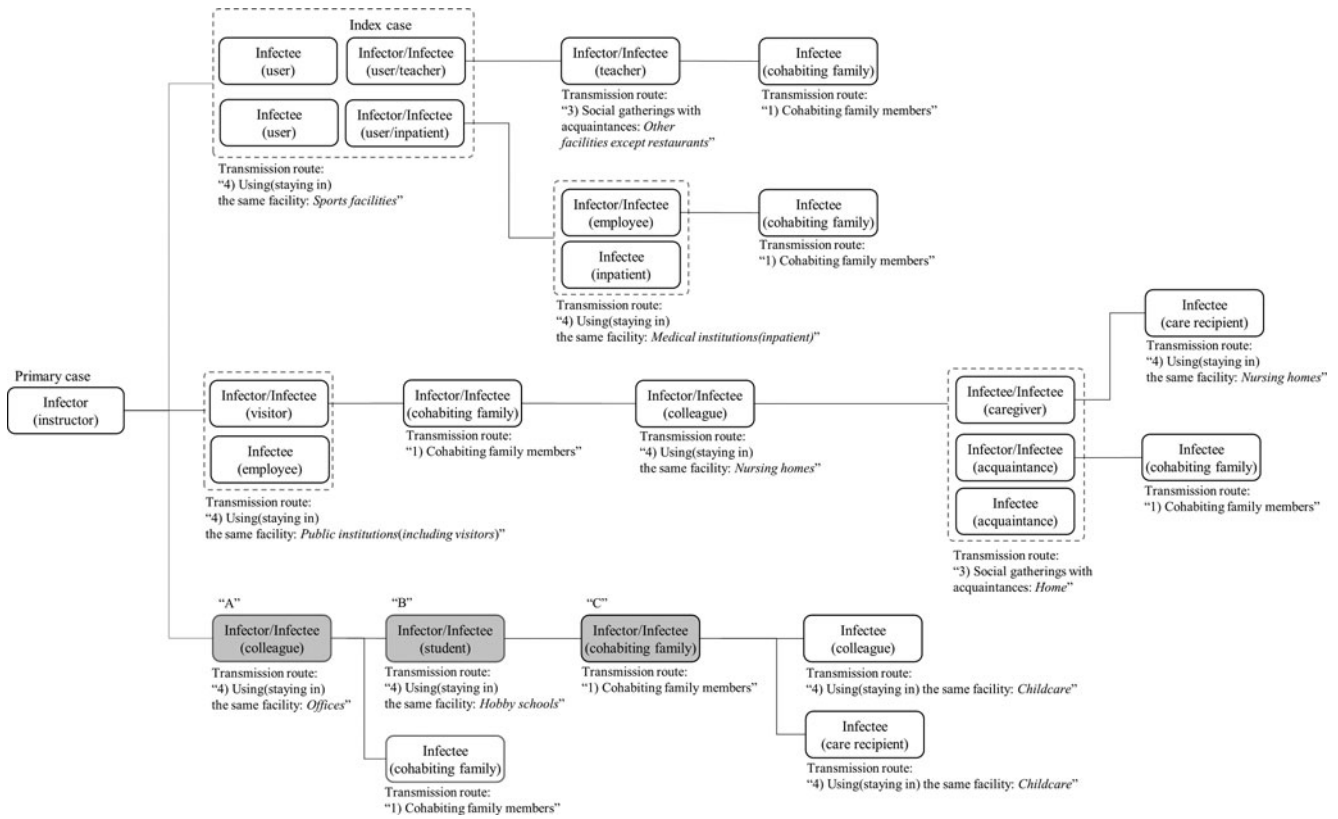 Index case
Infectee
(user)
Infector/Infectee
(user/teacher)
Infectee
(user)
Infector/Infectee
(user/inpatient)
Transmission route:
“4) Using(staying in)
the same facility: Sports facilities”
Infector/Infectee
(teacher)
Transmission route:
“3) Social gatherings with
acquaintances: Other
facilities except restaurants”
Infectee
(cohabiting family)
Transmission route:
“1) Cohabiting family members”
Infector/Infectee
(employee)
Infectee
(inpatient)
Transmission route:
“4) Using(staying in)
the same facility: Medical institutions(inpatient)”
Infectee
(cohabiting family)
Transmission route:
“1) Cohabiting family members”
Primary case
Infector
(instructor)
Infector/Infectee
(visitor)
Infectee
(employee)
Transmission route:
“4) Using(staying in)
the same facility: Public institutions(including visitors)”
Infector/Infectee
(cohabiting family)
Transmission route:
“1) Cohabiting family members”
Infector/Infectee
(colleague)
Transmission route:
“4) Using(staying in)
the same facility: Nursing homes”
Infectee/Infectee
(caregiver)
Infector/Infectee
(acquaintance)
Infectee
(acquaintance)
Transmission route:
“3) Social gatherings with
acquaintances: Home”
Infectee
(care recipient)
Transmission route:
“4) Using(staying in)
the same facility: Nursing homes”
Infectee
(cohabiting family)
Transmission route:
“1) Cohabiting family members”
“A”
Infector/Infectee
(colleague)
Transmission route:
“4) Using(staying in)
the same facility: Offices”
“B”
Infector/Infectee
(student)
Transmission route:
“4) Using(staying in)
the same facility: Hobby schools”
Infectee
(cohabiting family)
Transmission route:
“1) Cohabiting family members”
“C”
Infector/Infectee
(cohabiting family)
Transmission route:
“1) Cohabiting family members”
Infectee
(colleague)
Transmission route:
“4) Using(staying in) the same facility: Childcare”
Infectee
(care recipient)
Transmission route:
“4) Using(staying in) the same facility: Childcare”